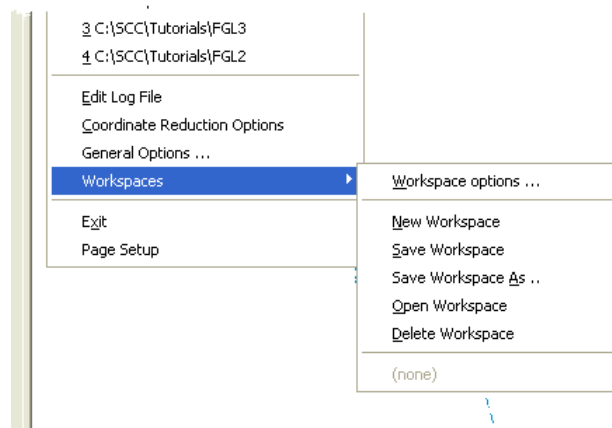 3 C:\SCC\Tutorials\FGL3
4 C:\SCC\Tutorials\FGL2
Edit Log File
Coordinate Reduction Options
General Options ...
Workspaces
Exit
Page Setup
Workspace options ...
New Workspace
Save Workspace
Save Workspace As ..
Open Workspace
Delete Workspace
(none)